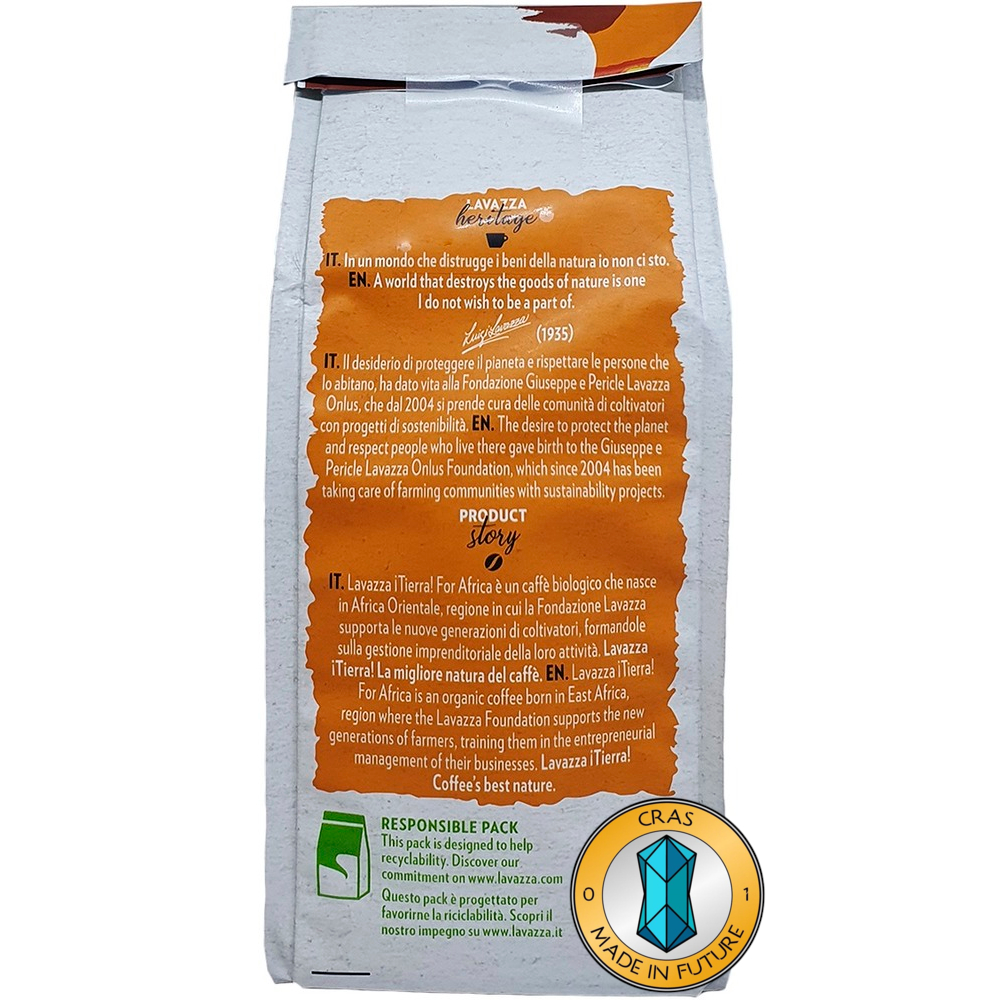 LAVAZZA
heritage
IT. In un mondo che distrugge i beni della natura io non ci sto.
EN. A world that destroys the goods of nature is one
I do not wish to be a part of.
Luigi Lavazza (1935)
IT. Il desiderio di proteggere il pianeta e rispettare le persone che
lo abitano, ha dato vita alla Fondazione Giuseppe e Pericle Lavazza
Onlus, che dal 2004 si prende cura delle comunità di coltivatori
con progetti di sostenibilità. EN. The desire to protect the planet
and respect people who live there gave birth to the Giuseppe e
Pericle Lavazza Onlus Foundation, which since 2004 has been
taking care of farming communities with sustainability projects.
PRODUCT
story
IT. Lavazza ¡Tierra! For Africa è un caffè biologico che nasce
in Africa Orientale, regione in cui la Fondazione Lavazza
supporta le nuove generazioni di coltivatori, formandole
sulla gestione imprenditoriale della loro attività. Lavazza
¡Tierra! La migliore natura del caffè. EN. Lavazza ¡Tierra!
For Africa is an organic coffee born in East Africa,
region where the Lavazza Foundation supports the new
generations of farmers, training them in the entrepreneurial
management of their businesses. Lavazza ¡Tierra!
Coffee's best nature.
RESPONSIBLE PACK
This pack is designed to help
recyclability. Discover our
commitment on www.lavazza.com
Questo pack è progettato per
favorirne la riciclabilità. Scopri il
nostro impegno su www.lavazza.it
CRAS
0 1
MADE IN FUTURE